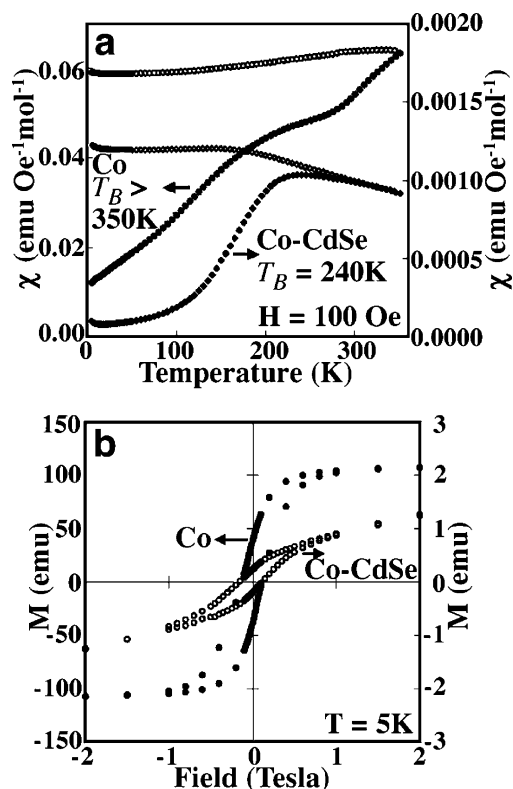 a
0.06
0.04
0.02
0.00
χ (emu Oe⁻¹mol⁻¹)
Co
T_B >
350K
Co-CdSe
T_B = 240K
H = 100 Oe
0.0020
0.0015
0.0010
0.0005
0.0000
χ (emu Oe⁻¹mol⁻¹)
0 100 200 300
Temperature (K)
b
150
100
50
0
-50
-100
-150
M (emu)
Co
Co-CdSe
T = 5K
3
2
1
0
-1
-2
-3
M (emu)
-2 -1 0 1 2
Field (Tesla)